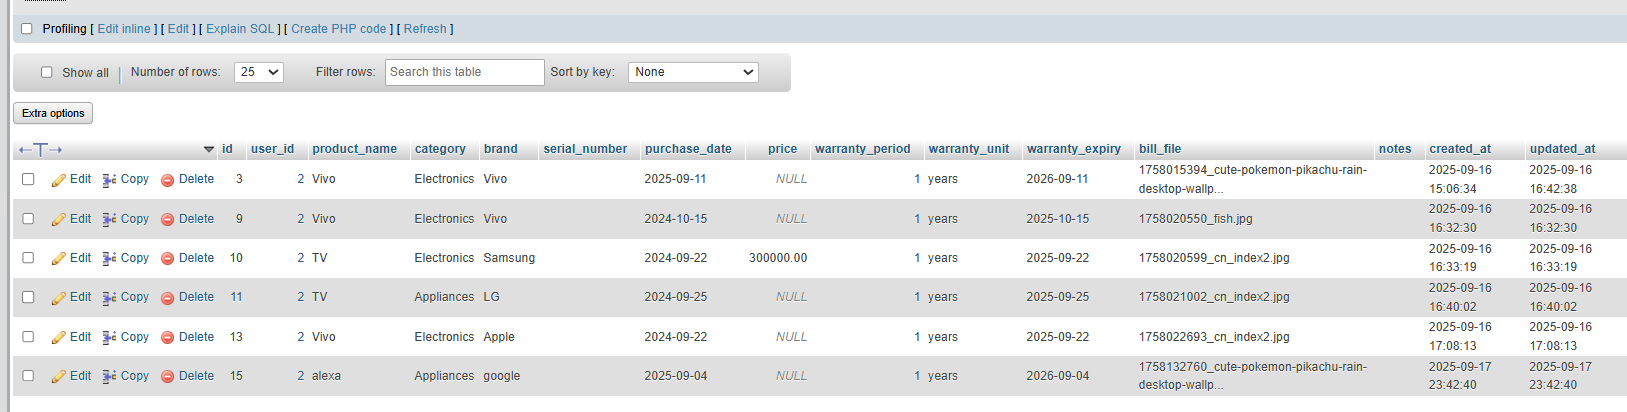 Profiling [ Edit inline ] [ Edit ] [ Explain SQL ] [ Create PHP code ] [ Refresh ]
Show all Number of rows: 25 Filter rows: Search this table Sort by key: None
Extra options
←T→ id user_id product_name category brand serial_number purchase_date price warranty_period warranty_unit warranty_expiry bill_file notes created_at updated_at
Edit Copy Delete 3 2 Vivo Electronics Vivo 2025-09-11 NULL 1 years 2026-09-11 1758015394_cute-pokemon-pikachu-rain- 2025-09-16 2025-09-16
desktop-wallp... 15:06:34 16:42:38
Edit Copy Delete 9 2 Vivo Electronics Vivo 2024-10-15 NULL 1 years 2025-10-15 1758020550_fish.jpg 2025-09-16 2025-09-16
16:32:30 16:32:30
Edit Copy Delete 10 2 TV Electronics Samsung 2024-09-22 300000.00 1 years 2025-09-22 1758020599_cn_index2.jpg 2025-09-16 2025-09-16
16:33:19 16:33:19
Edit Copy Delete 11 2 TV Appliances LG 2024-09-25 NULL 1 years 2025-09-25 1758021002_cn_index2.jpg 2025-09-16 2025-09-16
16:40:02 16:40:02
Edit Copy Delete 13 2 Vivo Electronics Apple 2024-09-22 NULL 1 years 2025-09-22 1758022693_cn_index2.jpg 2025-09-16 2025-09-16
17:08:13 17:08:13
Edit Copy Delete 15 2 alexa Appliances google 2025-09-04 NULL 1 years 2026-09-04 1758132760_cute-pokemon-pikachu-rain- 2025-09-17 2025-09-17
desktop-wallp... 23:42:40 23:42:40